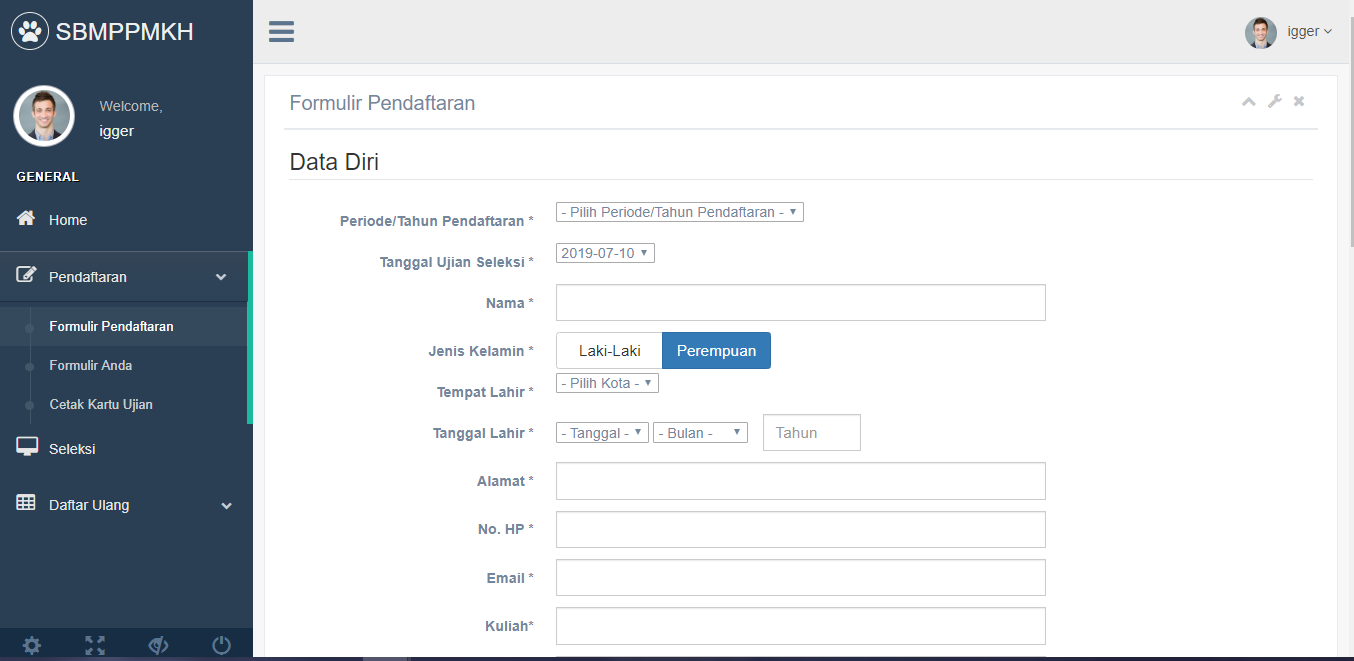 SBMPPMKH
igger
Welcome,
igger
GENERAL
Home
Pendaftaran
Formulir Pendaftaran
Formulir Anda
Cetak Kartu Ujian
Seleksi
Daftar Ulang
Formulir Pendaftaran
Data Diri
Periode/Tahun Pendaftaran * - Pilih Periode/Tahun Pendaftaran -
Tanggal Ujian Seleksi * 2019-07-10
Nama *
Jenis Kelamin * Laki-Laki Perempuan
Tempat Lahir * - Pilih Kota -
Tanggal Lahir * - Tanggal - - Bulan - Tahun
Alamat *
No. HP *
Email *
Kuliah*